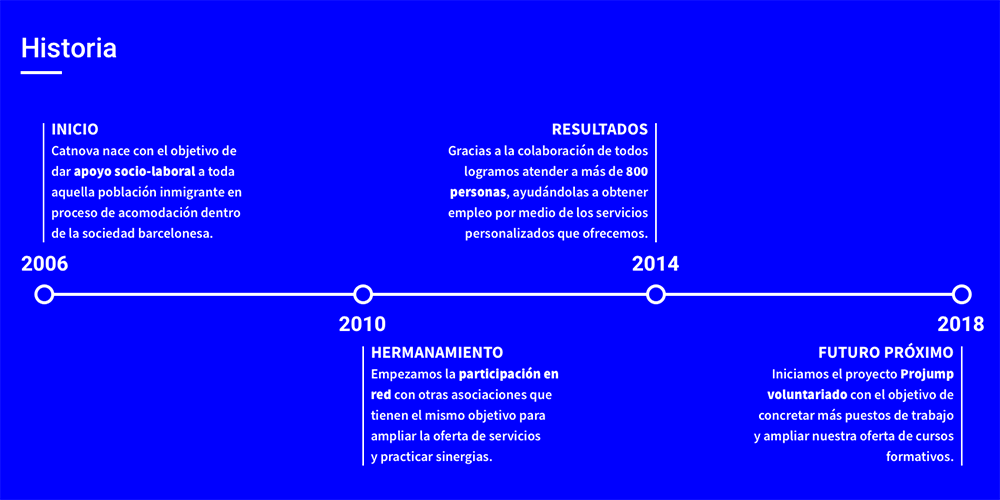 Historia
INICIO
Catnova nace con el objetivo de
dar apoyo socio-laboral a toda
aquella población inmigrante en
proceso de acomodación dentro
de la sociedad barcelonesa.
2006
RESULTADOS
Gracias a la colaboración de todos
logramos atender a más de 800
personas, ayudándolas a obtener
empleo por medio de los servicios
personalizados que ofrecemos.
2014
2010
HERMANAMIENTO
Empezamos la participación en
red con otras asociaciones que
tienen el mismo objetivo para
ampliar la oferta de servicios
y practicar sinergias.
2018
FUTURO PRÓXIMO
Iniciamos el proyecto Projump
voluntariado con el objetivo de
concretar más puestos de trabajo
y ampliar nuestra oferta de cursos
formativos.